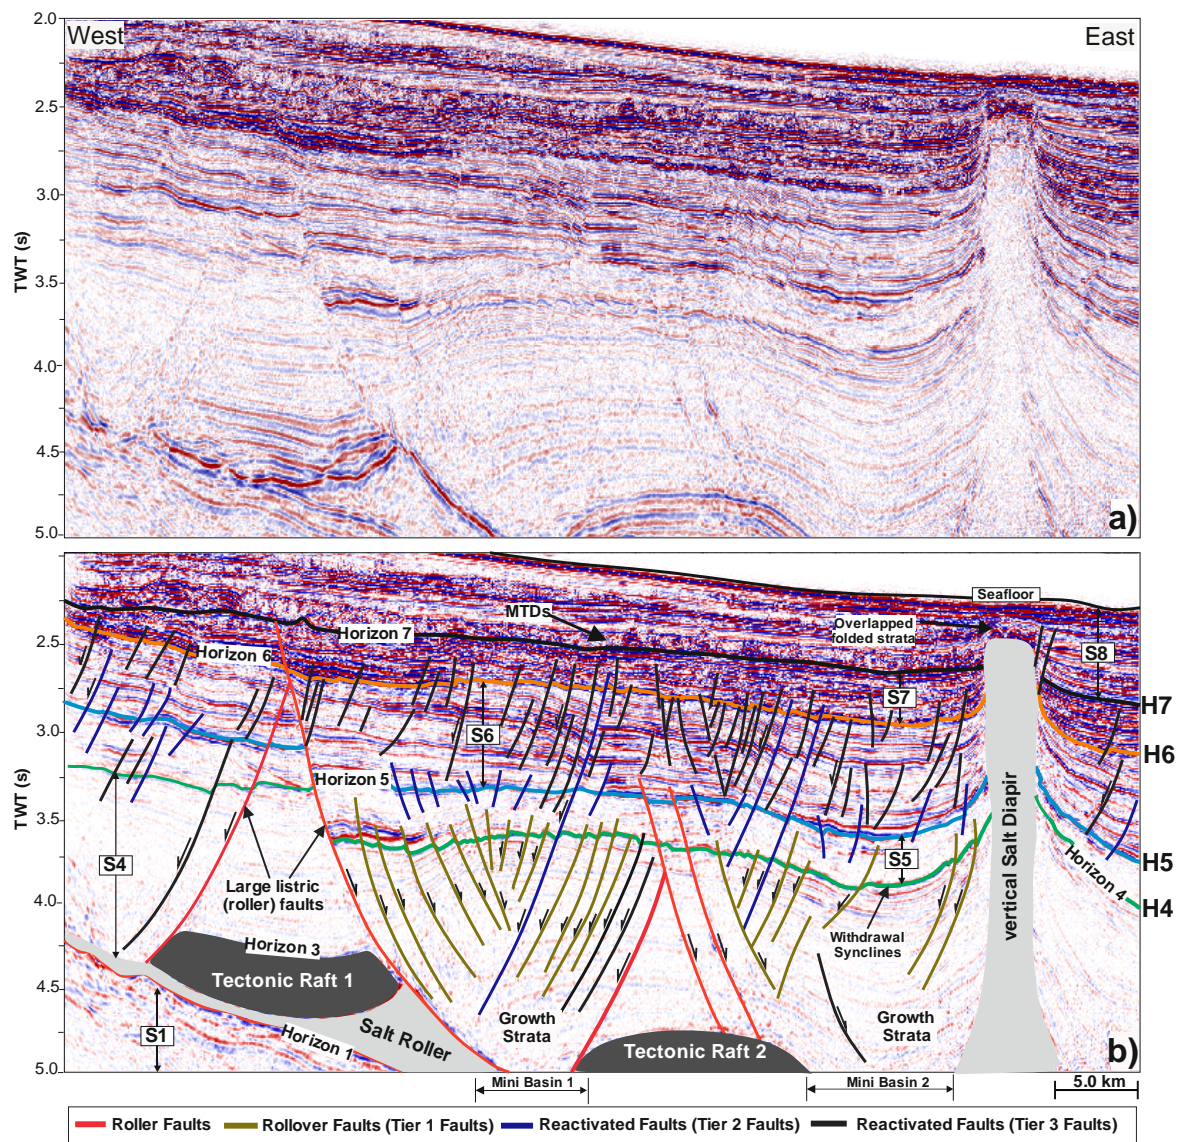 2.0
West
East
2.5
3.0
TWT (s)
3.5
4.0
4.5
5.0
a)
Seafloor
MTDs
Overlapped
folded strata
2.5
Horizon 7
Horizon 6
S8
S7
H7
S6
3.0
H6
TWT (s)
Horizon 5
3.5
vertical Salt Diapir
S5
H5
S4
Horizon 4
Large listric
(roller) faults
4.0
H4
Withdrawal
Synclines
Horizon 3
Tectonic Raft 1
4.5
S1
Horizon 1
Salt Roller
Growth
Strata
Growth
Strata
Tectonic Raft 2
b)
5.0
Mini Basin 1
Mini Basin 2
5.0 km
Roller Faults
Rollover Faults (Tier 1 Faults)
Reactivated Faults (Tier 2 Faults)
Reactivated Faults (Tier 3 Faults)